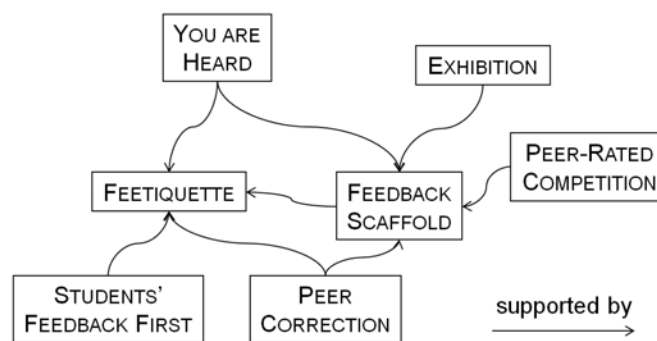 YOU ARE
HEARD
EXHIBITION
PEER-RATED
COMPETITION
FEETIQUETTE
FEEDBACK
SCAFFOLD
STUDENTS'
FEEDBACK FIRST
PEER
CORRECTION
supported by